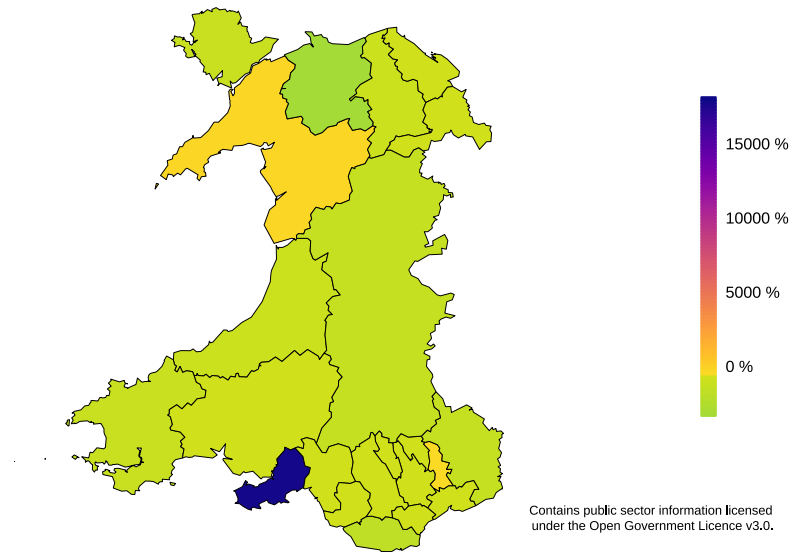 15000 %
10000 %
5000 %
0 %
Contains public sector information licensed
under the Open Government Licence v3.0.